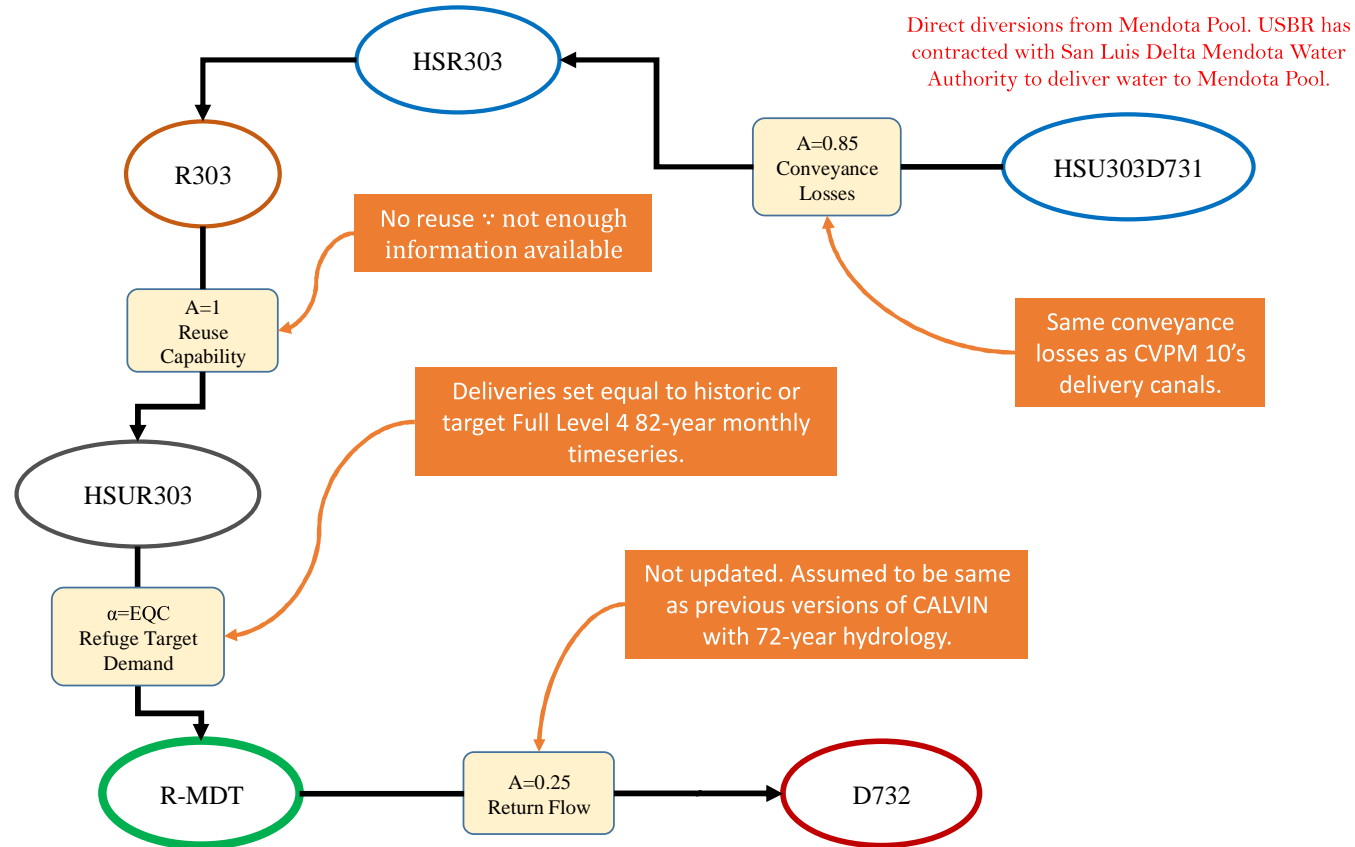 Direct diversions from Mendota Pool. USBR has
contracted with San Luis Delta Mendota Water
Authority to deliver water to Mendota Pool.
HSR303
A=0.85
Conveyance
Losses
HSU303D731
R303
No reuse ∵ not enough
information available
A=1
Reuse
Capability
Same conveyance
losses as CVPM 10’s
delivery canals.
Deliveries set equal to historic or
target Full Level 4 82-year monthly
timeseries.
HSUR303
Not updated. Assumed to be same
as previous versions of CALVIN
with 72-year hydrology.
α=EQC
Refuge Target
Demand
R-MDT
A=0.25
Return Flow
D732